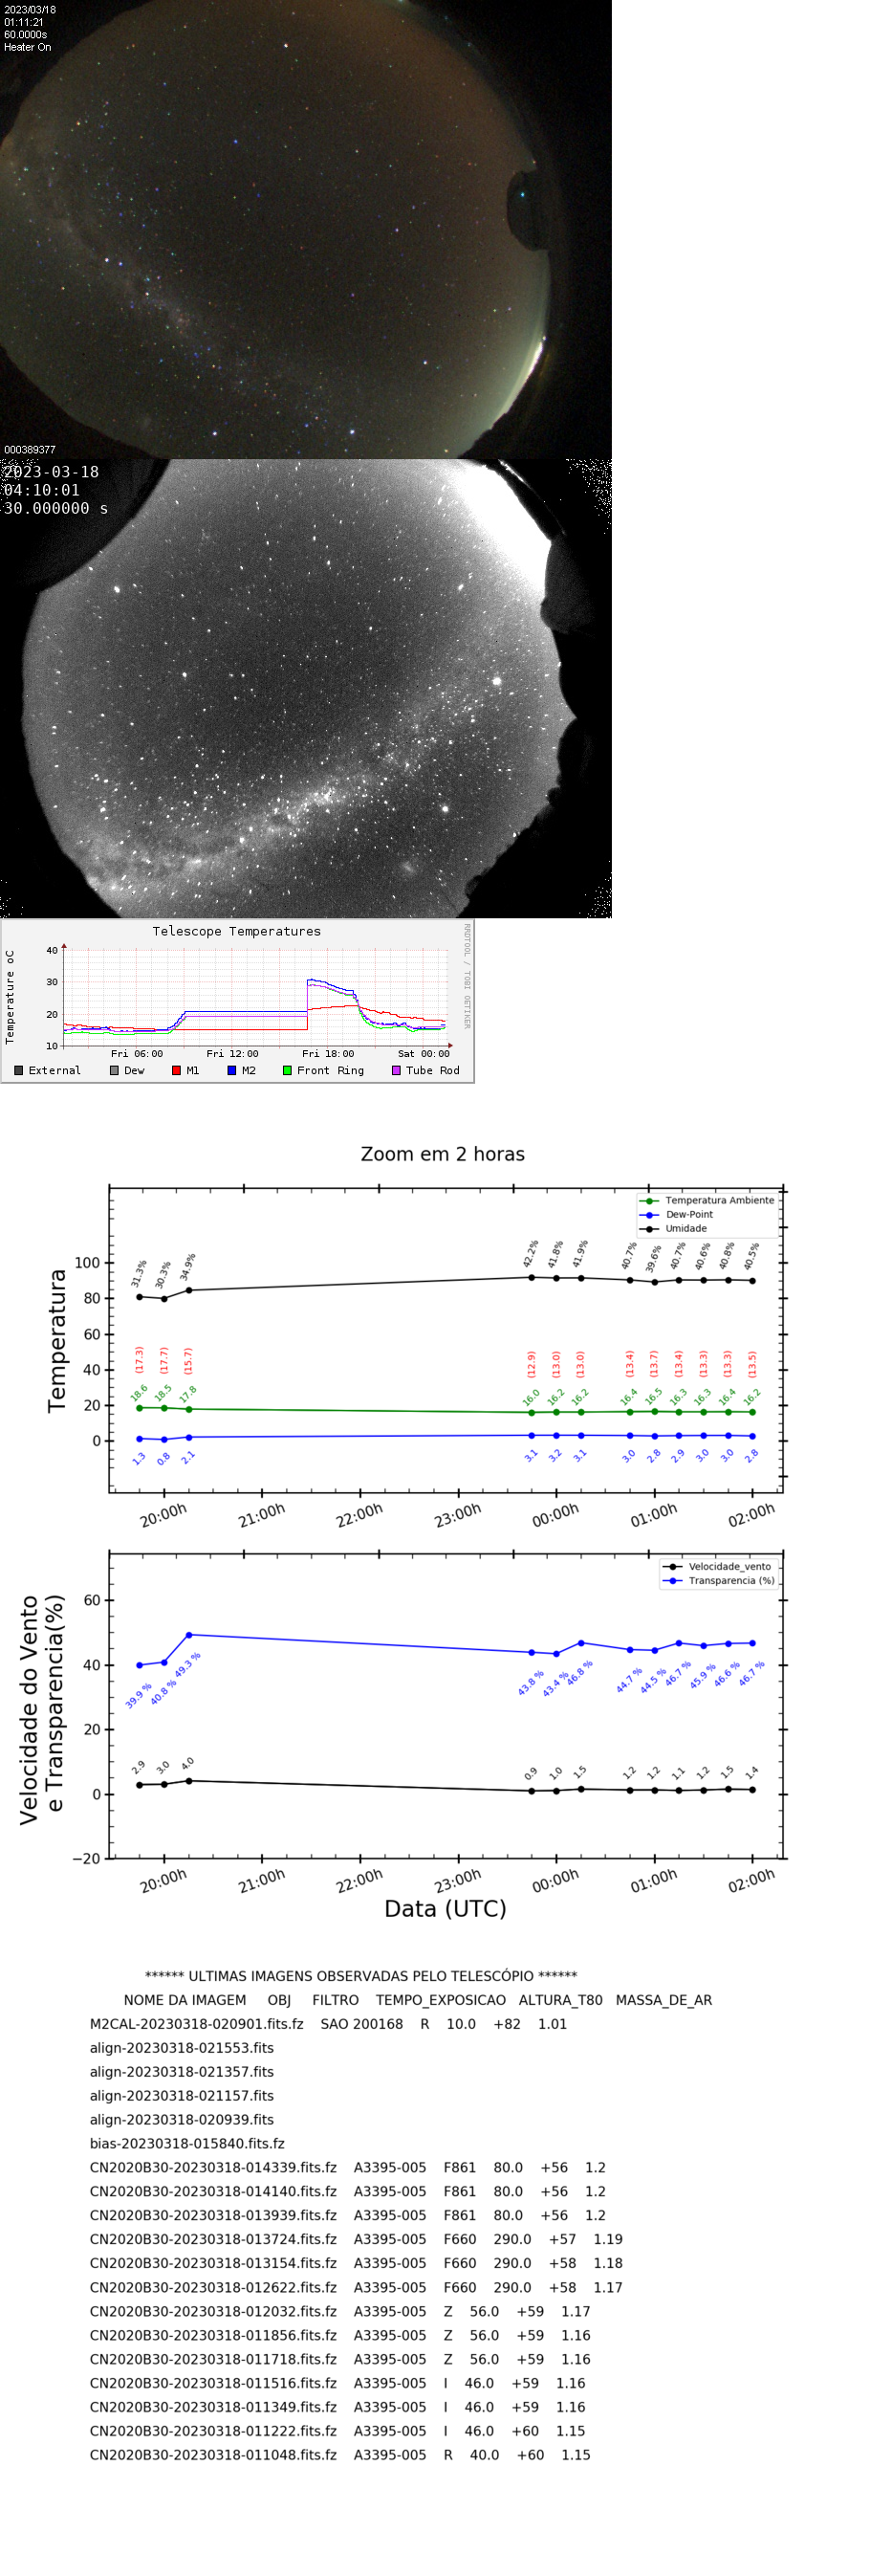 2023/03/18
01:11:21
60.0000s
Heater On
000389377
2023-03-18
04:10:01
30.000000 s
Telescope Temperatures
RRDTOOL / TOBI OETIKER
Temperature oC
40
30
20
10
Fri 06:00 Fri 12:00 Fri 18:00 Sat 00:00
External Dew M1 M2 Front Ring Tube Rod
Zoom em 2 horas
Temperatura Ambiente
Dew-Point
Umidade
Temperatura
100
80
60
40
20
0
31.3% 30.3% 34.9% 42.2% 41.8% 41.9% 40.7% 39.6% 40.7% 40.6% 40.8% 40.5%
(17.3) (17.7) (15.7) (12.9) (13.0) (13.0) (13.4) (13.7) (13.4) (13.3) (13.3) (13.5)
18.6 18.5 17.8 16.0 16.2 16.2 16.4 16.5 16.3 16.3 16.4 16.2
1.3 0.8 2.1 3.1 3.2 3.1 3.0 2.8 2.9 3.0 3.0 2.8
20:00h 21:00h 22:00h 23:00h 00:00h 01:00h 02:00h
Velocidade_vento
Transparencia (%)
Velocidade do Vento
e Transparencia(%)
60
40
20
0
−20
39.9 % 40.8 % 49.3 % 43.8 % 43.4 % 46.8 % 44.7 % 44.5 % 46.7 % 45.9 % 46.6 % 46.7 %
2.9 3.0 4.0 0.9 1.0 1.5 1.2 1.2 1.1 1.2 1.5 1.4
20:00h 21:00h 22:00h 23:00h 00:00h 01:00h 02:00h
Data (UTC)
****** ULTIMAS IMAGENS OBSERVADAS PELO TELESCÓPIO ******
NOME DA IMAGEM OBJ FILTRO TEMPO_EXPOSICAO ALTURA_T80 MASSA_DE_AR
M2CAL-20230318-020901.fits.fz SAO 200168 R 10.0 +82 1.01
align-20230318-021553.fits
align-20230318-021357.fits
align-20230318-021157.fits
align-20230318-020939.fits
bias-20230318-015840.fits.fz
CN2020B30-20230318-014339.fits.fz A3395-005 F861 80.0 +56 1.2
CN2020B30-20230318-014140.fits.fz A3395-005 F861 80.0 +56 1.2
CN2020B30-20230318-013939.fits.fz A3395-005 F861 80.0 +56 1.2
CN2020B30-20230318-013724.fits.fz A3395-005 F660 290.0 +57 1.19
CN2020B30-20230318-013154.fits.fz A3395-005 F660 290.0 +58 1.18
CN2020B30-20230318-012622.fits.fz A3395-005 F660 290.0 +58 1.17
CN2020B30-20230318-012032.fits.fz A3395-005 Z 56.0 +59 1.17
CN2020B30-20230318-011856.fits.fz A3395-005 Z 56.0 +59 1.16
CN2020B30-20230318-011718.fits.fz A3395-005 Z 56.0 +59 1.16
CN2020B30-20230318-011516.fits.fz A3395-005 I 46.0 +59 1.16
CN2020B30-20230318-011349.fits.fz A3395-005 I 46.0 +59 1.16
CN2020B30-20230318-011222.fits.fz A3395-005 I 46.0 +60 1.15
CN2020B30-20230318-011048.fits.fz A3395-005 R 40.0 +60 1.15